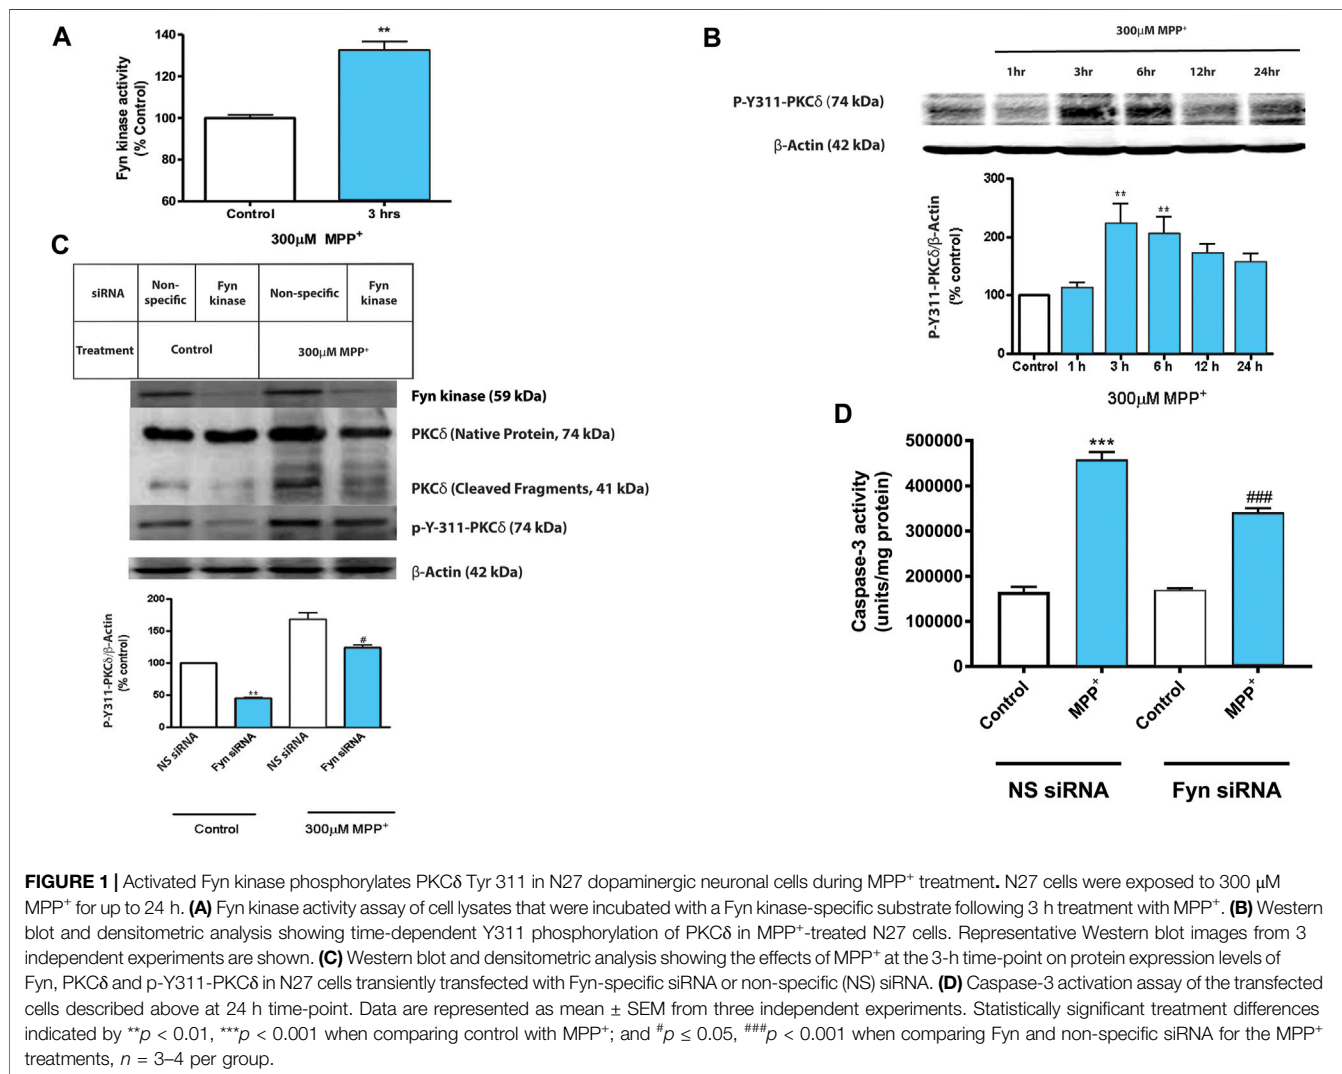 A
Fyn kinase activity
(% Control)
140
120
100
80
60
**
Control
3 hrs
300μM MPP⁺
B
300μM MPP⁺
1hr 3hr 6hr 12hr 24hr
P-Y311-PKCδ (74 kDa)
β-Actin (42 kDa)
P-Y311-PKCδ/β-Actin
(% control)
300
200
100
0
** **
Control 1 h 3 h 6 h 12 h 24 h
300μM MPP⁺
C
siRNA
Non-
specific
Fyn
kinase
Non-specific
Fyn
kinase
Treatment
Control
300μM MPP⁺
Fyn kinase (59 kDa)
PKCδ (Native Protein, 74 kDa)
PKCδ (Cleaved Fragments, 41 kDa)
p-Y-311-PKCδ (74 kDa)
β-Actin (42 kDa)
P-Y311-PKCδ/β-Actin
(% control)
200
150
100
50
0
**
#
NS siRNA
Fyn siRNA
NS siRNA
Fyn siRNA
Control
300μM MPP⁺
D
Caspase-3 activity
(units/mg protein)
500000
400000
300000
200000
100000
0
***
###
Control
MPP⁺
Control
MPP⁺
NS siRNA
Fyn siRNA
FIGURE 1 | Activated Fyn kinase phosphorylates PKCδ Tyr 311 in N27 dopaminergic neuronal cells during MPP⁺ treatment. N27 cells were exposed to 300 μM
MPP⁺ for up to 24 h. (A) Fyn kinase activity assay of cell lysates that were incubated with a Fyn kinase-specific substrate following 3 h treatment with MPP⁺. (B) Western
blot and densitometric analysis showing time-dependent Y311 phosphorylation of PKCδ in MPP⁺-treated N27 cells. Representative Western blot images from 3
independent experiments are shown. (C) Western blot and densitometric analysis showing the effects of MPP⁺ at the 3-h time-point on protein expression levels of
Fyn, PKCδ and p-Y311-PKCδ in N27 cells transiently transfected with Fyn-specific siRNA or non-specific (NS) siRNA. (D) Caspase-3 activation assay of the transfected
cells described above at 24 h time-point. Data are represented as mean ± SEM from three independent experiments. Statistically significant treatment differences
indicated by **p < 0.01, ***p < 0.001 when comparing control with MPP⁺; and #p ≤ 0.05, ###p < 0.001 when comparing Fyn and non-specific siRNA for the MPP⁺
treatments, n = 3–4 per group.